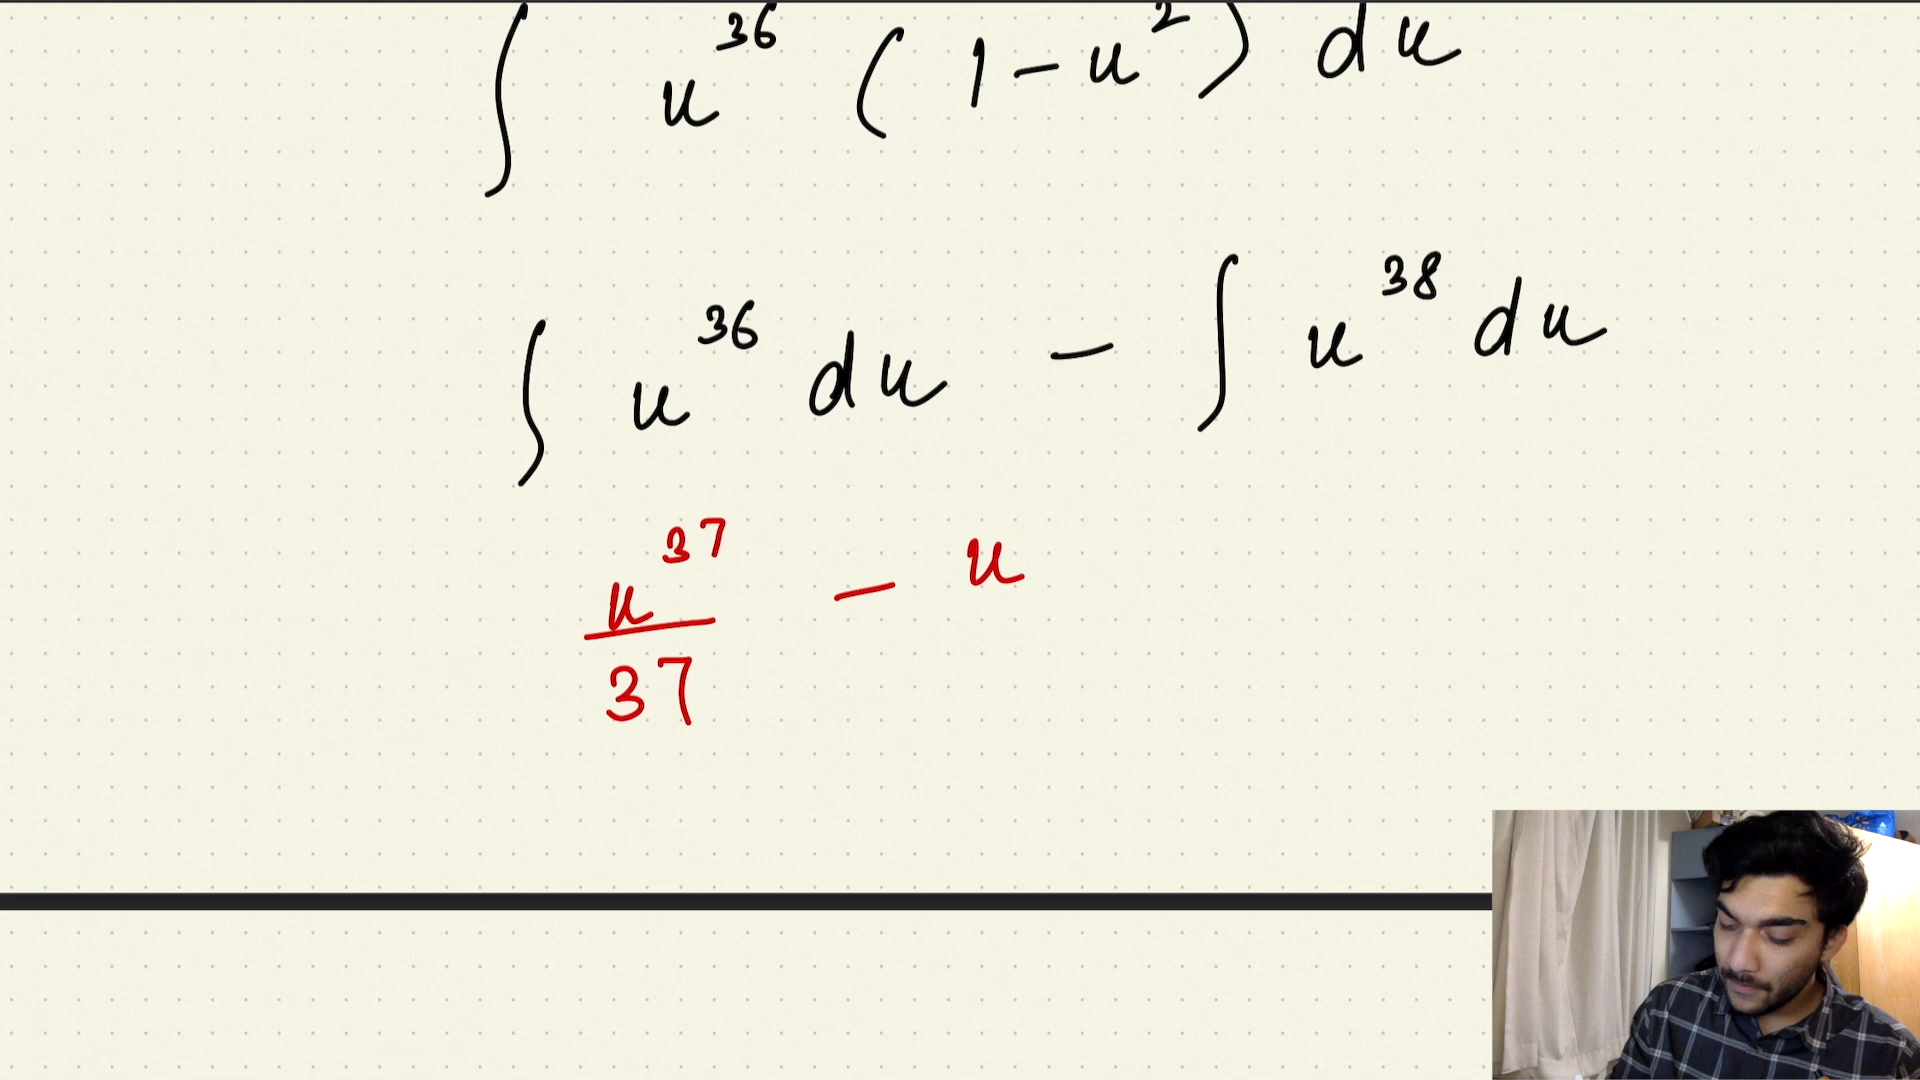 ∫ u^36 (1 - u^2) du
∫ u^36 du - ∫ u^38 du
u^37/37 - u